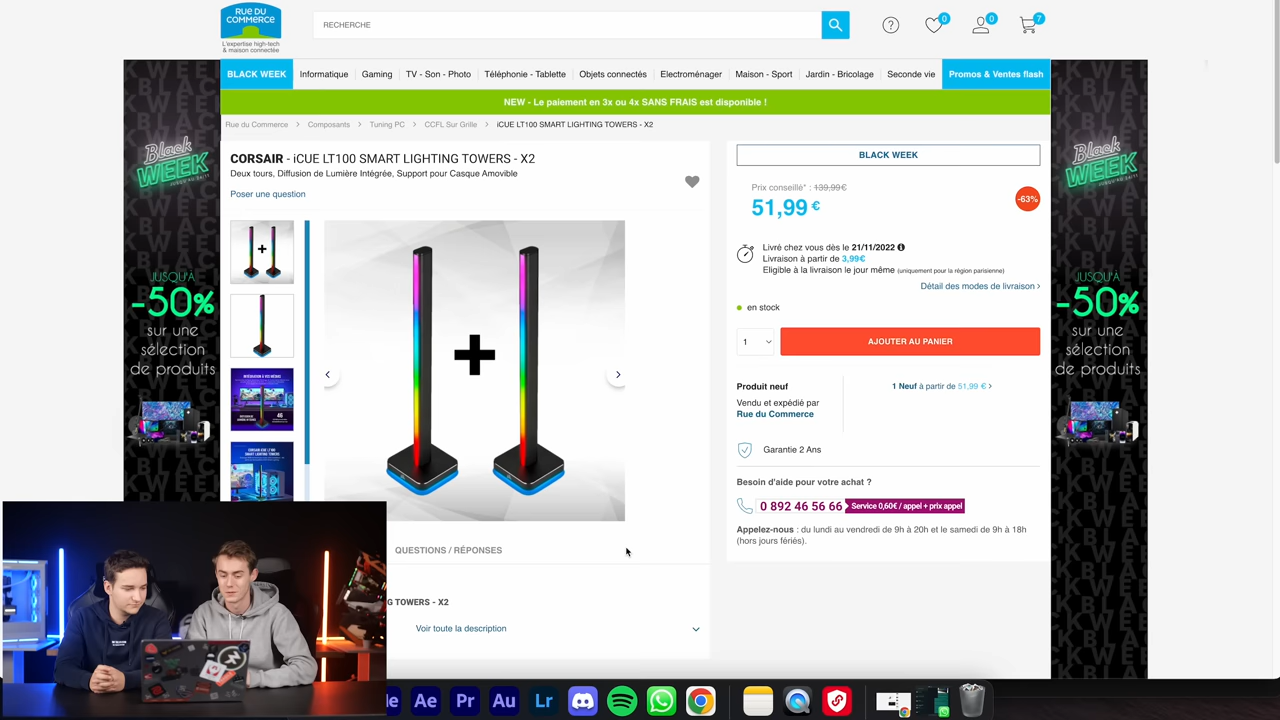 RUE DU
COMMERCE
L'expertise high-tech
& maison connectée
RECHERCHE
0
0
7
BLACK WEEK
Informatique
Gaming
TV - Son - Photo
Téléphonie - Tablette
Objets connectés
Electroménager
Maison - Sport
Jardin - Bricolage
Seconde vie
Promos & Ventes flash
NEW - Le paiement en 3x ou 4x SANS FRAIS est disponible !
Rue du Commerce > Composants > Tuning PC > CCFL Sur Grille > iCUE LT100 SMART LIGHTING TOWERS - X2
CORSAIR - iCUE LT100 SMART LIGHTING TOWERS - X2
Deux tours, Diffusion de Lumière Intégrée, Support pour Casque Amovible
Poser une question
QUESTIONS / RÉPONSES
G TOWERS - X2
Voir toute la description
BLACK WEEK
Prix conseillé* : 139,99€
51,99 €
-63%
Livré chez vous dès le 21/11/2022
Livraison à partir de 3,99€
Eligible à la livraison le jour même (uniquement pour la région parisienne)
Détail des modes de livraison >
en stock
1
AJOUTER AU PANIER
Produit neuf
Vendu et expédié par
Rue du Commerce
1 Neuf à partir de 51,99 € >
Garantie 2 Ans
Besoin d'aide pour votre achat ?
0 892 46 56 66
Service 0,60€ / appel + prix appel
Appelez-nous : du lundi au vendredi de 9h à 20h et le samedi de 9h à 18h
(hors jours fériés).
Black
WEEK
JUSQU'À
-50%
sur une
sélection
de produits
Black
WEEK
JUSQU'À
-50%
sur une
sélection
de produits
Ae
Pr
Au
Lr